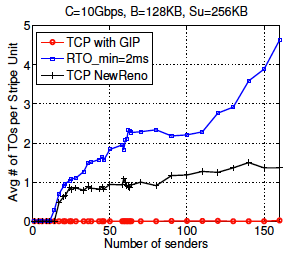 C=10Gbps, B=128KB, Su=256KB
Avg # of TOs per Stripe Unit
5
4
3
2
1
0
TCP with GIP
RTO_min=2ms
TCP NewReno
0 50 100 150
Number of senders